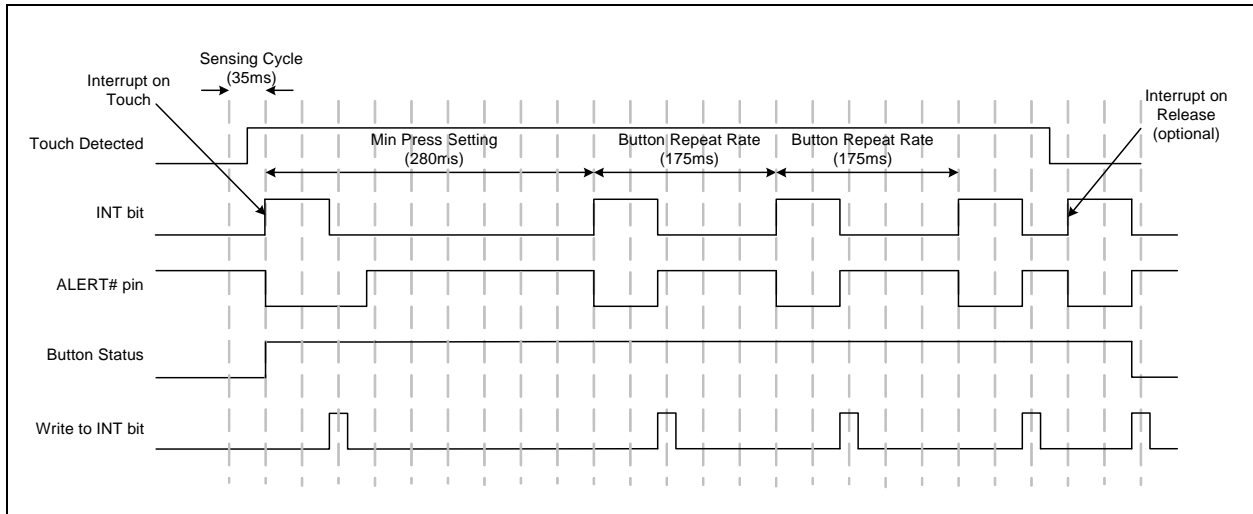 Sensing Cycle
(35ms)
Interrupt on
Touch
Interrupt on
Release
(optional)
Touch Detected
Min Press Setting
(280ms)
Button Repeat Rate
(175ms)
Button Repeat Rate
(175ms)
INT bit
ALERT# pin
Button Status
Write to INT bit